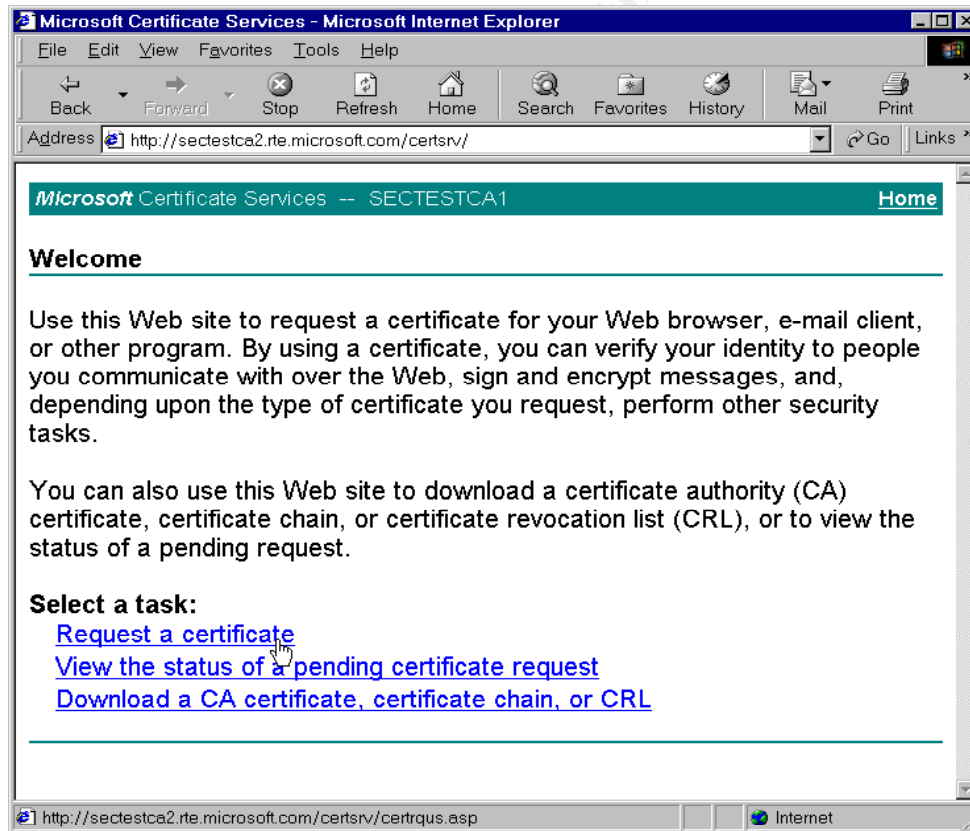 Microsoft Certificate Services - Microsoft Internet Explorer
File Edit View Favorites Tools Help
Back Forward Stop Refresh Home Search Favorites History Mail Print »
Address http://sectestca2.rte.microsoft.com/certsrv/ Go Links »
Microsoft Certificate Services -- SECTESTCA1 Home
Welcome
Use this Web site to request a certificate for your Web browser, e-mail client,
or other program. By using a certificate, you can verify your identity to people
you communicate with over the Web, sign and encrypt messages, and,
depending upon the type of certificate you request, perform other security
tasks.
You can also use this Web site to download a certificate authority (CA)
certificate, certificate chain, or certificate revocation list (CRL), or to view the
status of a pending request.
Select a task:
Request a certificate
View the status of a pending certificate request
Download a CA certificate, certificate chain, or CRL
http://sectestca2.rte.microsoft.com/certsrv/certrqus.asp Internet